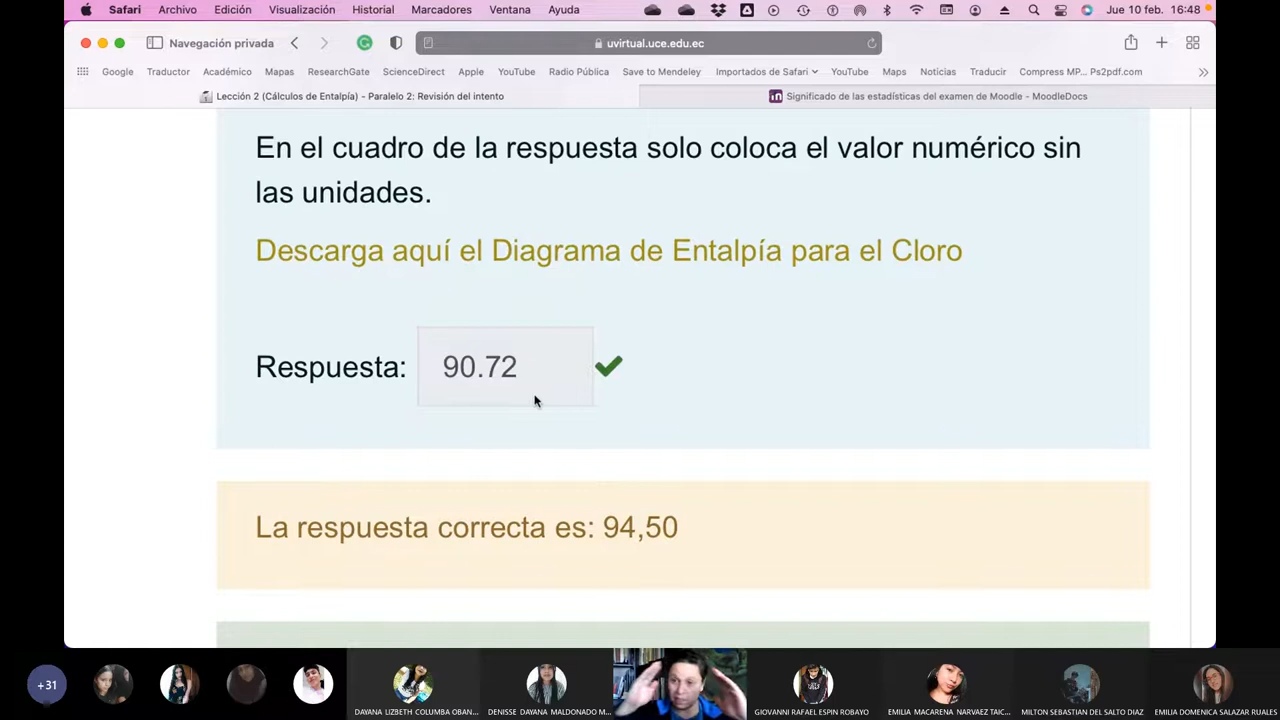 Safari Archivo Edición Visualización Historial Marcadores Ventana Ayuda Jue 10 feb. 16:48
Navegación privada uvirtual.uce.edu.ec
Google Traductor Académico Mapas ResearchGate ScienceDirect Apple YouTube Radio Pública Save to Mendeley Importados de Safari YouTube Maps Noticias Traducir Compress MP... Ps2pdf.com
Lección 2 (Cálculos de Entalpía) - Paralelo 2: Revisión del intento Significado de las estadísticas del examen de Moodle - MoodleDocs
En el cuadro de la respuesta solo coloca el valor numérico sin
las unidades.
Descarga aquí el Diagrama de Entalpía para el Cloro
Respuesta: 90.72
La respuesta correcta es: 94,50
+31
DAYANA LIZBETH COLUMBA OBAN... DENISSE DAYANA MALDONADO M... GIOVANNI RAFAEL ESPIN ROBAYO EMILIA MACARENA NARVAEZ TAIC... MILTON SEBASTIAN DEL SALTO DIAZ EMILIA DOMENICA SALAZAR RUALES